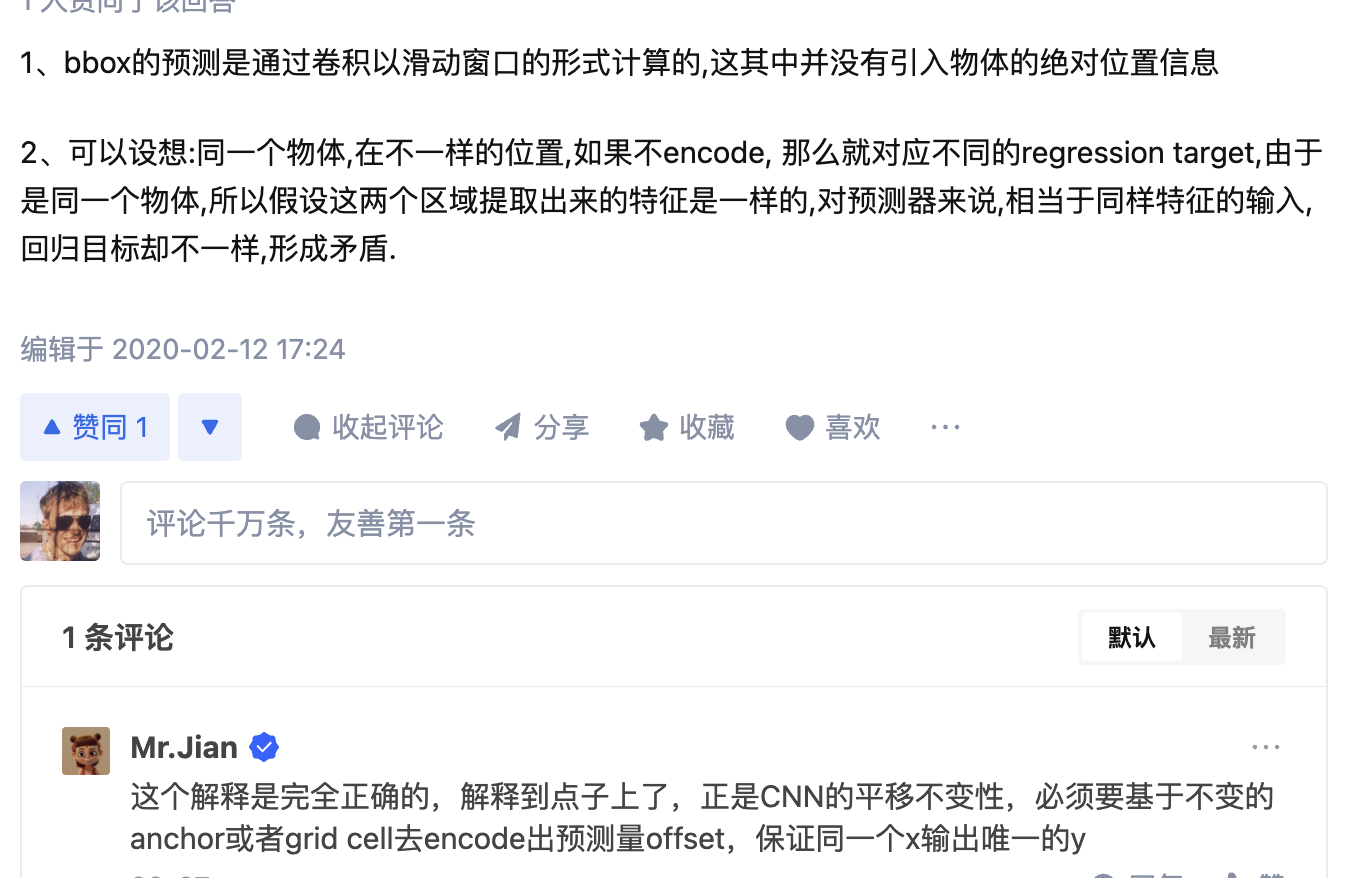 1人赞同了该回答
1、bbox的预测是通过卷积以滑动窗口的形式计算的,这其中并没有引入物体的绝对位置信息
2、可以设想:同一个物体,在不一样的位置,如果不encode, 那么就对应不同的regression target,由于
是同一个物体,所以假设这两个区域提取出来的特征是一样的,对预测器来说,相当于同样特征的输入,
回归目标却不一样,形成矛盾.
编辑于 2020-02-12 17:24
赞同 1 收起评论 分享 收藏 喜欢 ...
评论千万条，友善第一条
1 条评论 默认 最新
Mr.Jian ...
这个解释是完全正确的，解释到点子上了，正是CNN的平移不变性，必须要基于不变的
anchor或者grid cell去encode出预测量offset，保证同一个x输出唯一的y